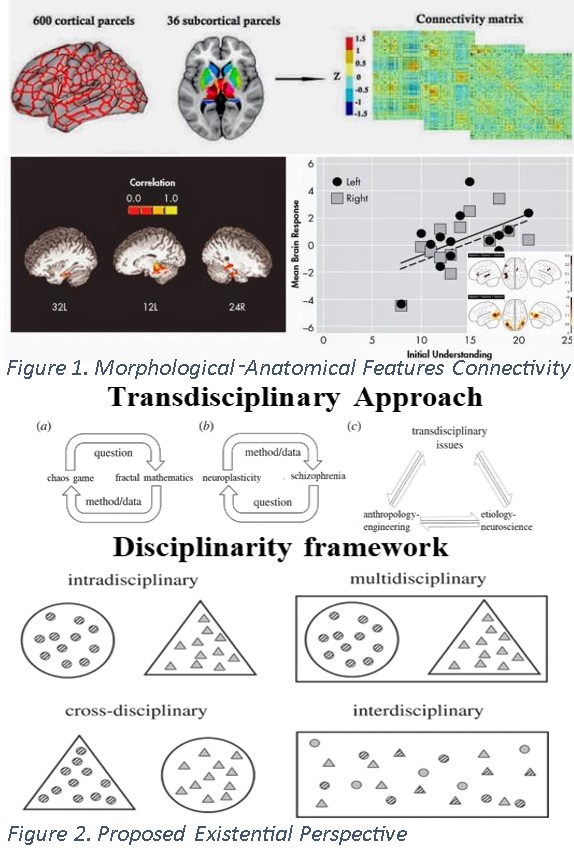 600 cortical parcels
36 subcortical parcels
Connectivity matrix
Z
1.5
1
0.5
0
-0.5
-1
-1.5
Correlation
0.0 1.0
32L
12L
24R
Mean Brain Response
6
4
2
0
−2
−4
−6
Left
Right
0 5 10 15 20 25
Initial Understanding
Figure 1. Morphological-Anatomical Features Connectivity
Transdisciplinary Approach
(a)
question
chaos game
fractal mathematics
method/data
(b)
method/data
neuroplasticity
schizophrenia
question
(c)
transdisciplinary
issues
anthropology-
engineering
etiology-
neuroscience
Disciplinarity framework
intradisciplinary
multidisciplinary
cross-disciplinary
interdisciplinary
Figure 2. Proposed Existential Perspective